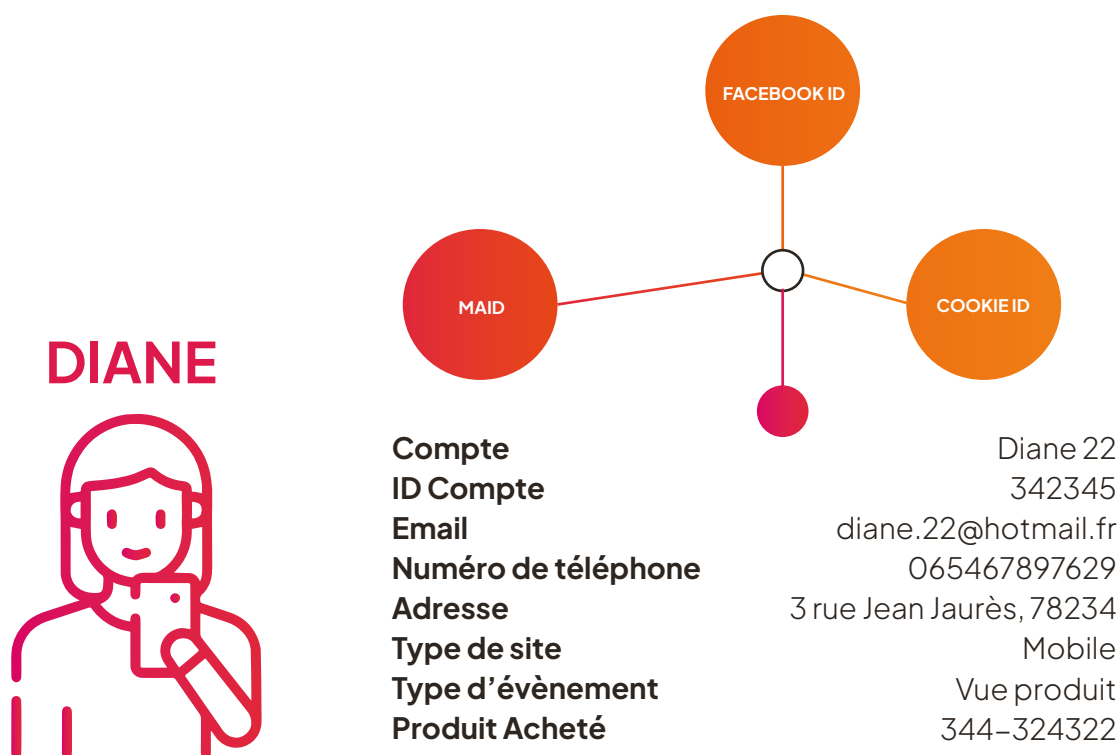 FACEBOOK ID
MAID
COOKIE ID
DIANE
Compte Diane 22
ID Compte 342345
Email diane.22@hotmail.fr
Numéro de téléphone 065467897629
Adresse 3 rue Jean Jaurès, 78234
Type de site Mobile
Type d’évènement Vue produit
Produit Acheté 344–324322